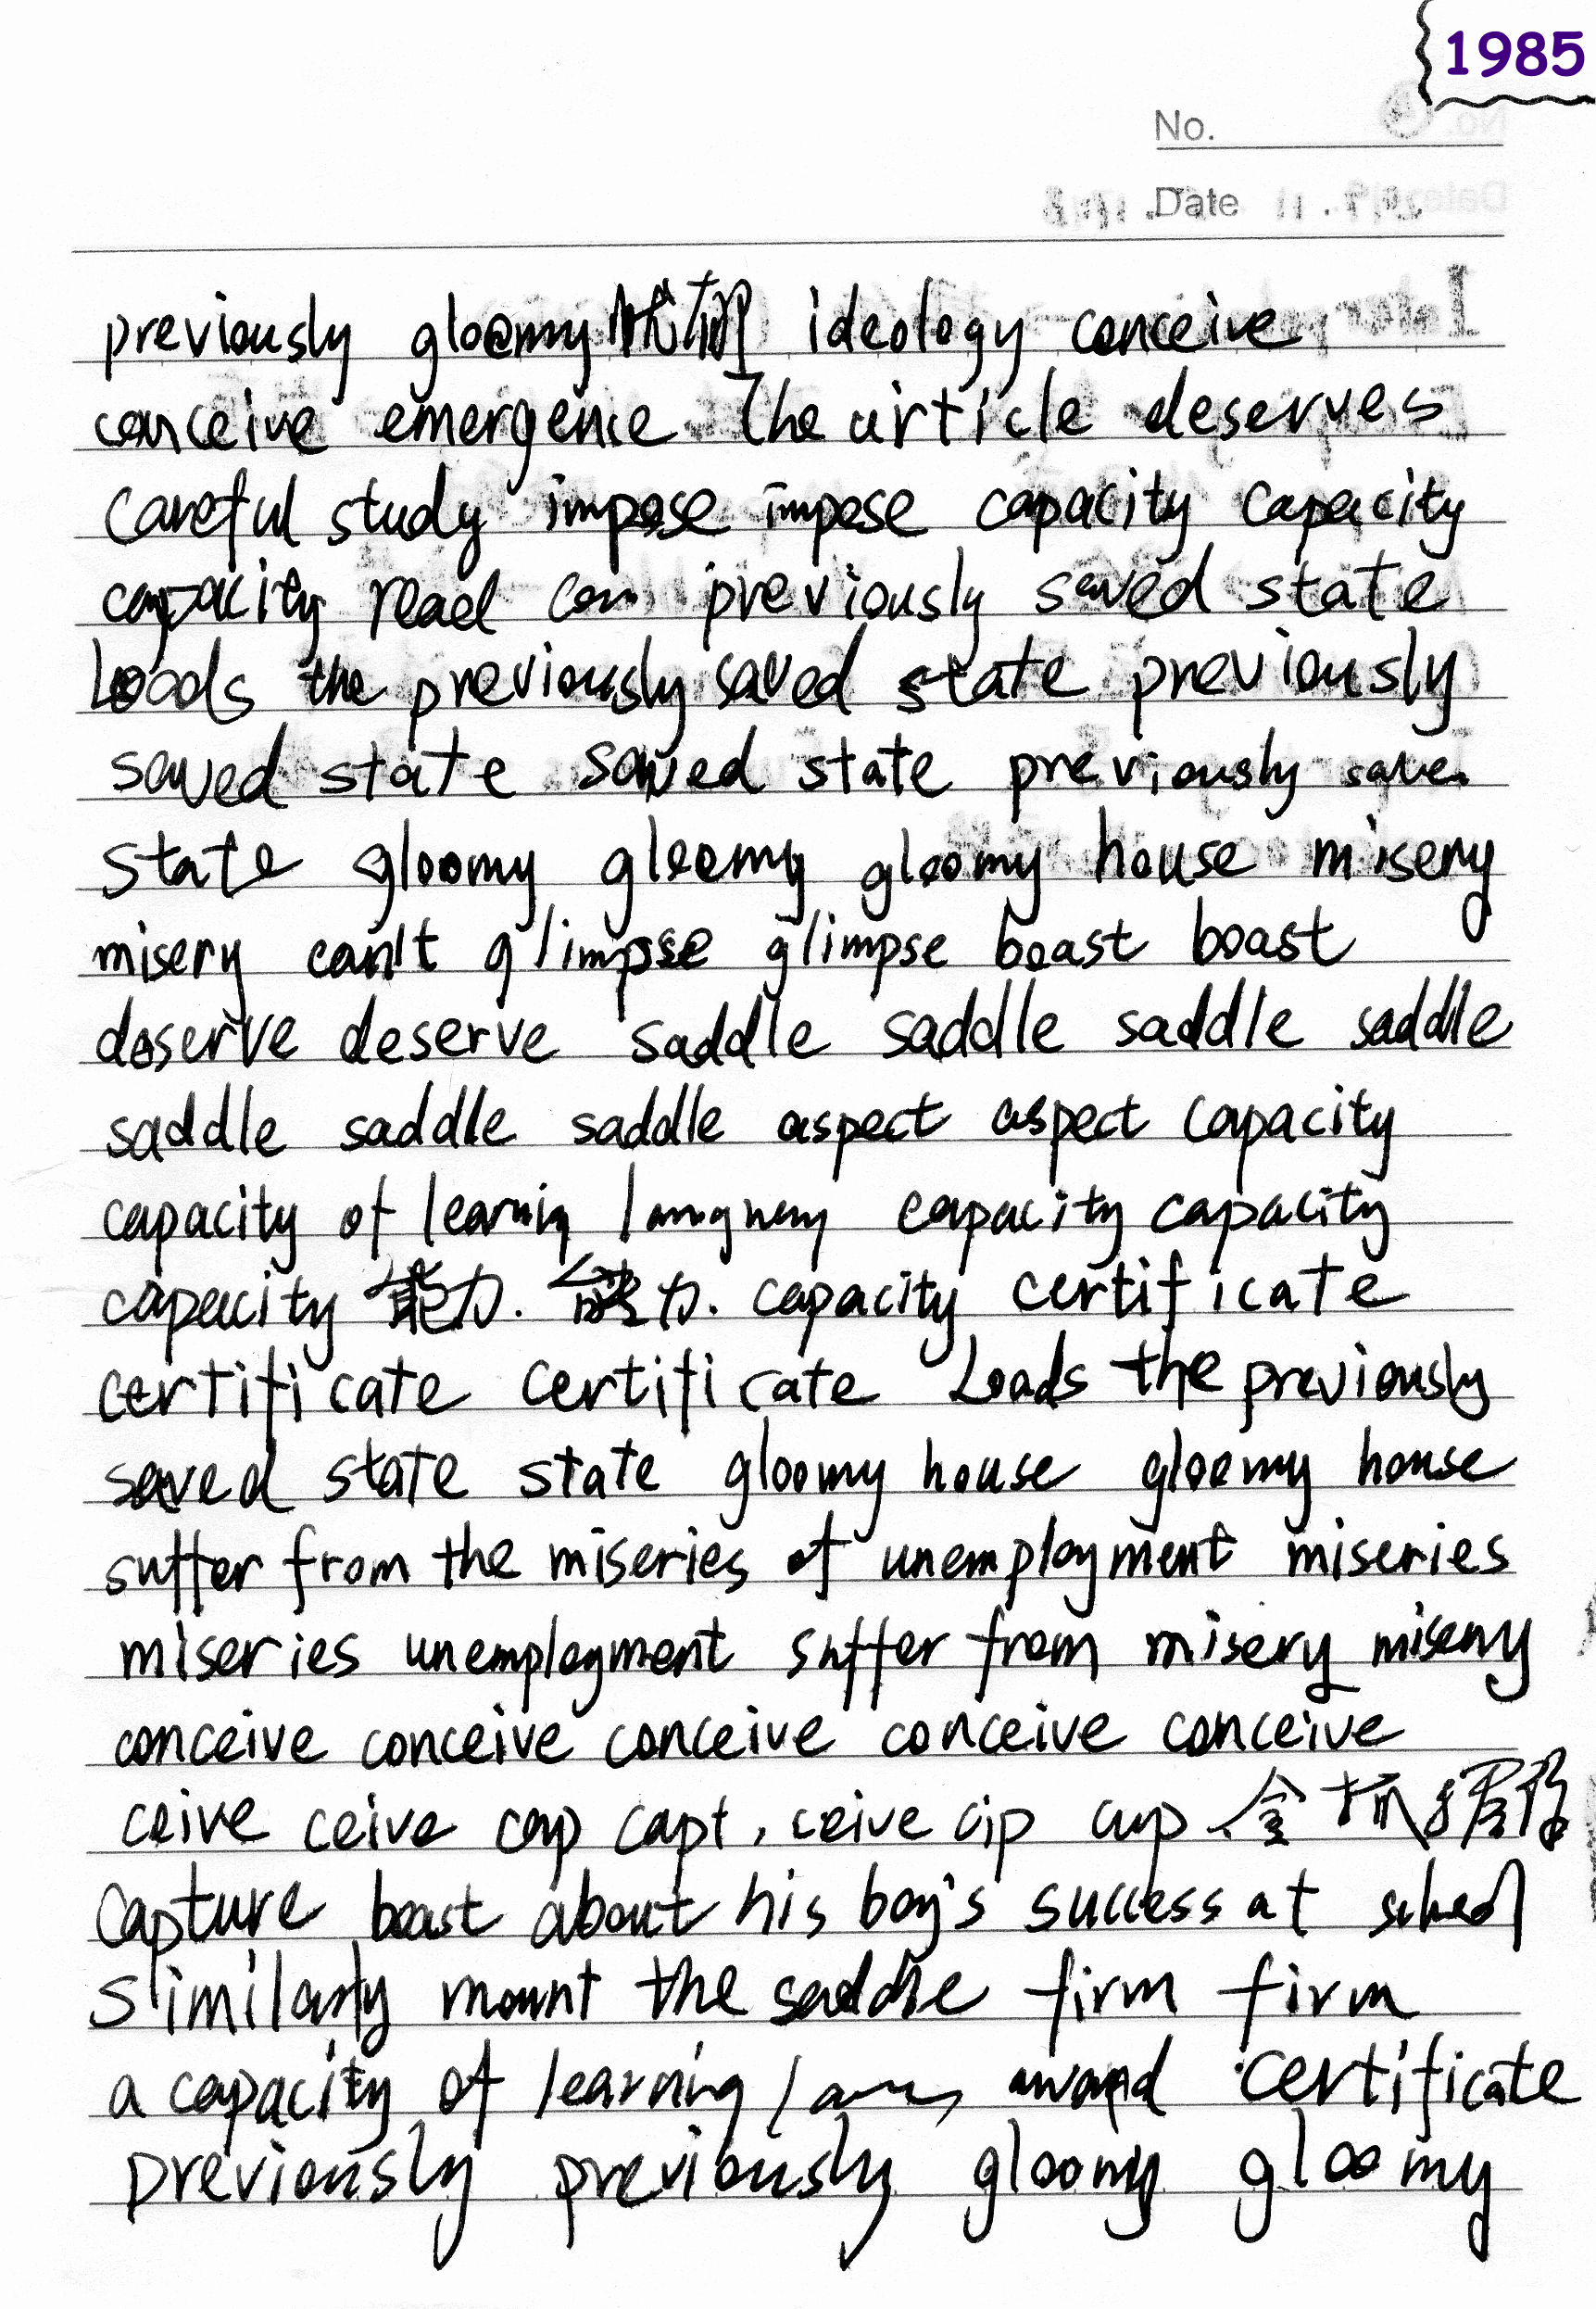 1985
No.
Date
previously gloomy ideology conceive
conceive emergence The article deserves
careful study impose impose capacity capacity
capacity read can previously saved state
Loads the previously saved state previously
saved state saved state previously save
state gloomy gloomy gloomy house misery
misery can't glimpse glimpse boast boast
deserve deserve saddle saddle saddle saddle
saddle saddle saddle aspect aspect capacity
capacity of learning capacity capacity
capacity 能力. 能力. capacity certificate
certificate certificate Loads the previously
saved state state gloomy house gloomy house
suffer from the miseries of unemployment miseries
miseries unemployment suffer from misery misery
conceive conceive conceive conceive conceive
ceive ceive cap capt, ceive cip cup 拿 抓
capture boast about his boy's success at school
similarly mount the saddle firm firm
a capacity of learning award certificate
previously previously gloomy gloomy